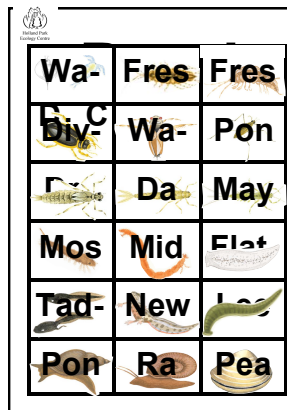 Holland Park
Ecology Centre
Wa- Fres Fres
Div- Wa- Pon
Da May
Mos Mid Flat
Tad- New Lee
Pon Ra Pea